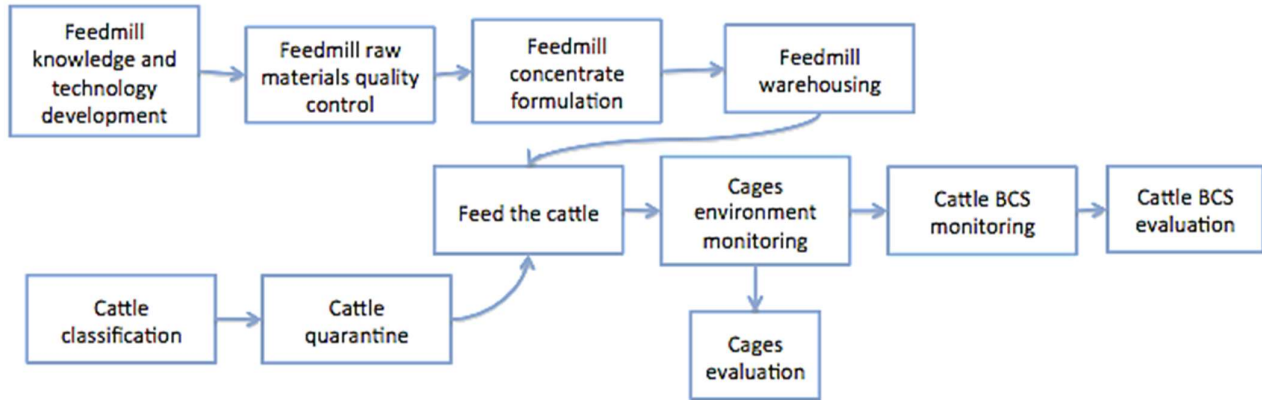 Feedmill
knowledge and
technology
development
Feedmill raw
materials quality
control
Feedmill
concentrate
formulation
Feedmill
warehousing
Feed the cattle
Cages
environment
monitoring
Cattle BCS
monitoring
Cattle BCS
evaluation
Cattle
classification
Cattle
quarantine
Cages
evaluation